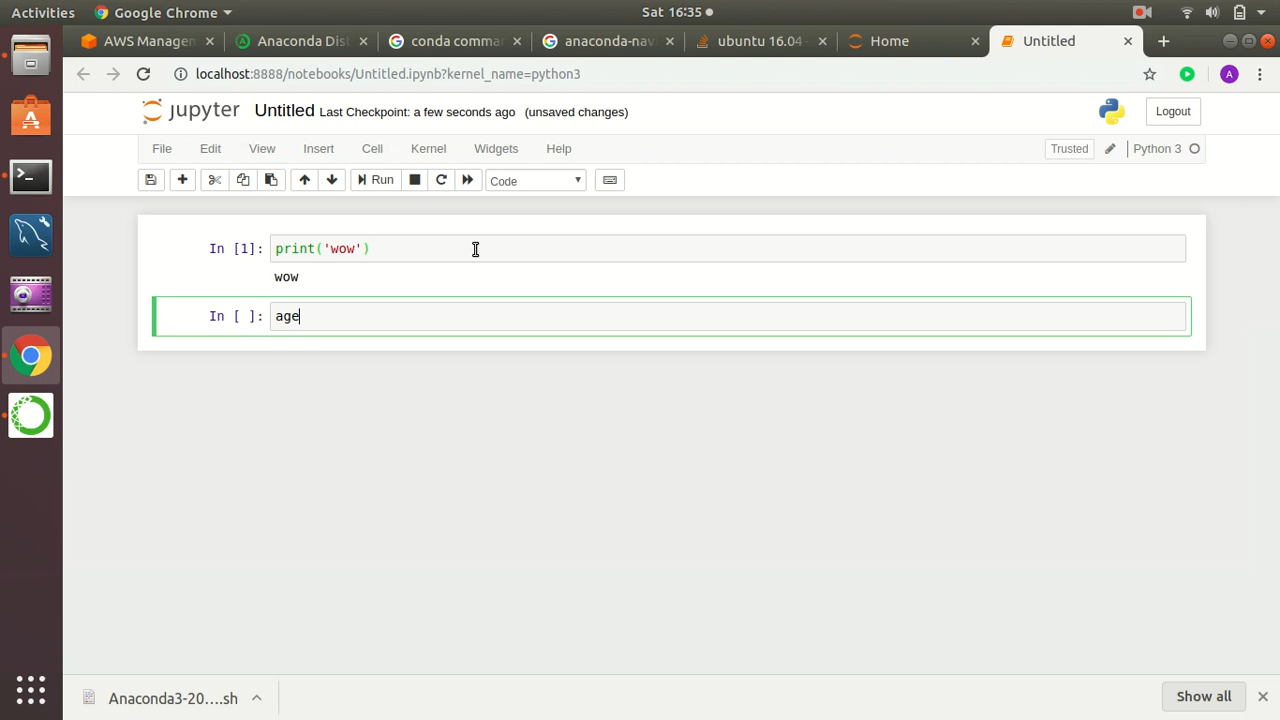 Activities Google Chrome Sat 16:35
AWS Managem Anaconda Dis conda comma anaconda-nav ubuntu 16.04 - Home Untitled
localhost:8888/notebooks/Untitled.ipynb?kernel_name=python3 A
jupyter Untitled Last Checkpoint: a few seconds ago (unsaved changes) Logout
File Edit View Insert Cell Kernel Widgets Help Trusted Python 3
Run Code
In [1]: print('wow')
wow
In [ ]: age
Anaconda3-20....sh Show all